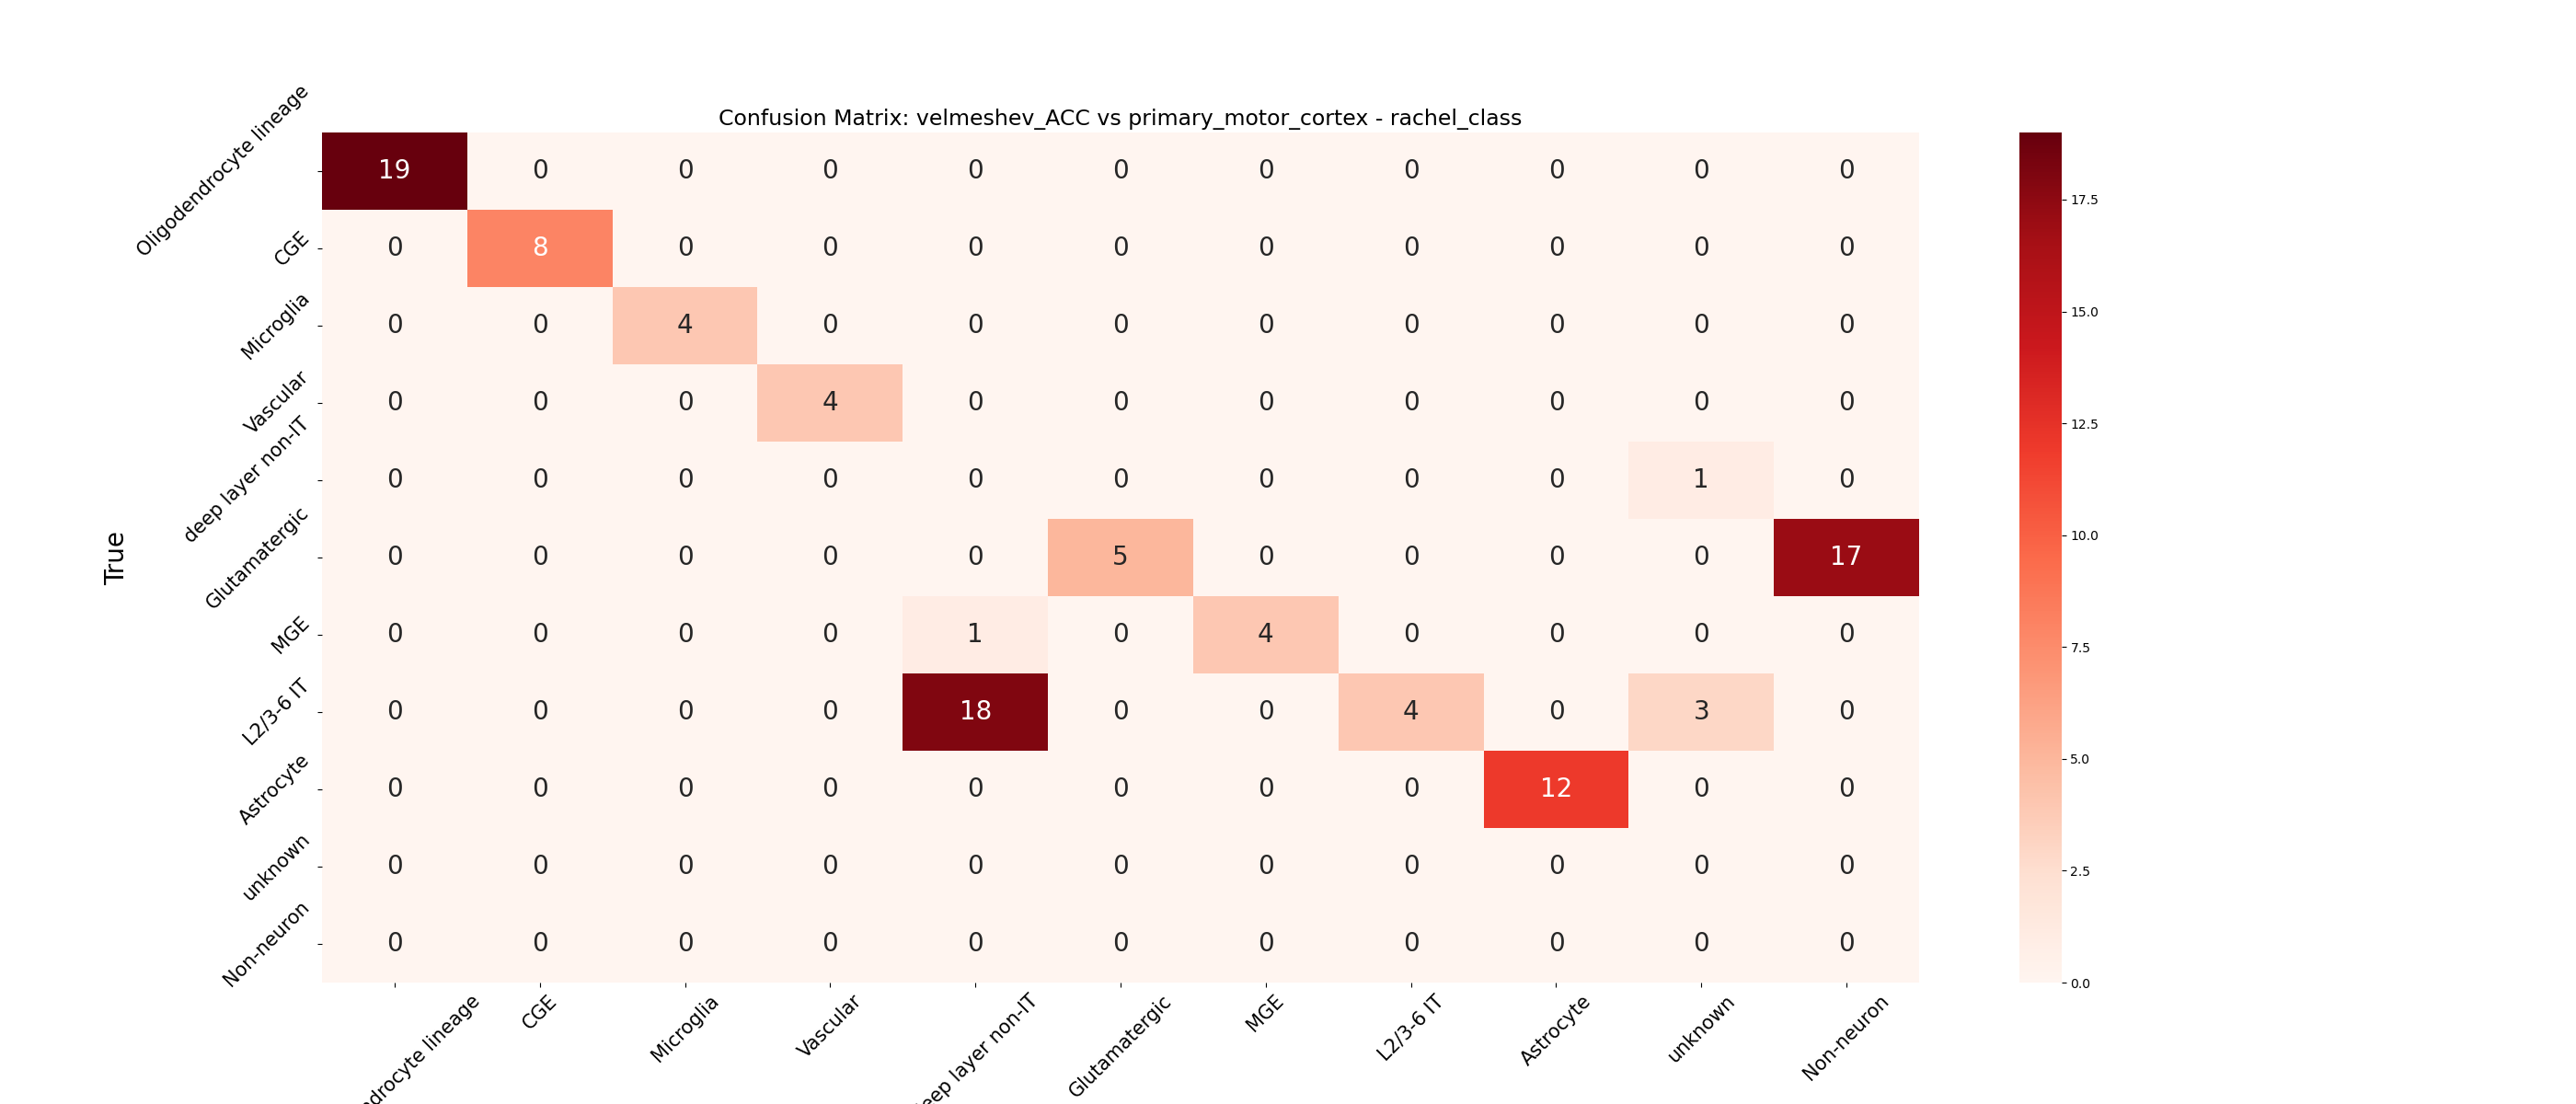 Confusion Matrix: velmeshev_ACC vs primary_motor_cortex - rachel_class
True
Oligodendrocyte lineage 19 0 0 0 0 0 0 0 0 0 0
CGE 0 8 0 0 0 0 0 0 0 0 0
Microglia 0 0 4 0 0 0 0 0 0 0 0
Vascular 0 0 0 4 0 0 0 0 0 0 0
deep layer non-IT 0 0 0 0 0 0 0 0 0 1 0
Glutamatergic 0 0 0 0 0 5 0 0 0 0 17
MGE 0 0 0 0 1 0 4 0 0 0 0
L2/3-6 IT 0 0 0 0 18 0 0 4 0 3 0
Astrocyte 0 0 0 0 0 0 0 0 12 0 0
unknown 0 0 0 0 0 0 0 0 0 0 0
Non-neuron 0 0 0 0 0 0 0 0 0 0 0
lineage CGE Microglia Vascular layer non-IT Glutamatergic MGE L2/3-6 IT Astrocyte unknown Non-neuron
17.5
15.0
12.5
10.0
7.5
5.0
2.5
0.0